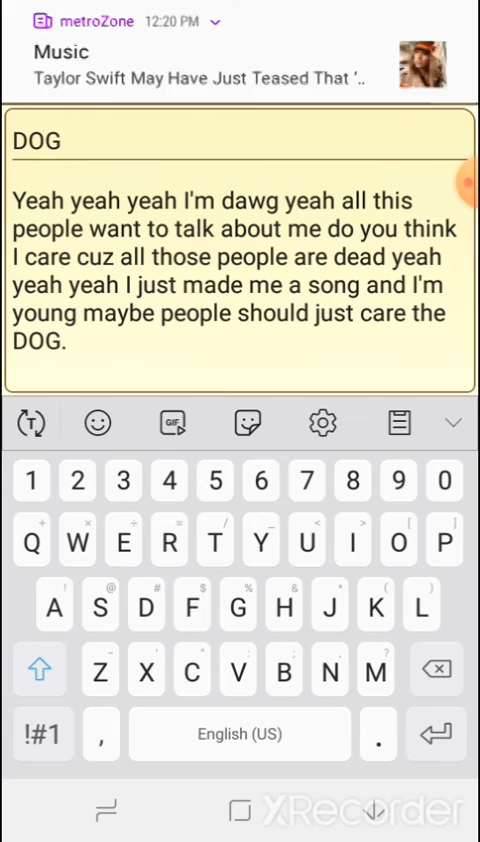 metroZone 12:20 PM
Music
Taylor Swift May Have Just Teased That ‘..
DOG
Yeah yeah yeah I'm dawg yeah all this
people want to talk about me do you think
I care cuz all those people are dead yeah
yeah yeah I just made me a song and I'm
young maybe people should just care the
DOG.
T GIF
1 2 3 4 5 6 7 8 9 0
+ × ÷ = / _ < > [ ]
Q W E R T Y U I O P
! @ # $ % & * ( )
A S D F G H J K L
- ' " : ; , ?
Z X C V B N M
!#1 , English (US) .
XRecorder